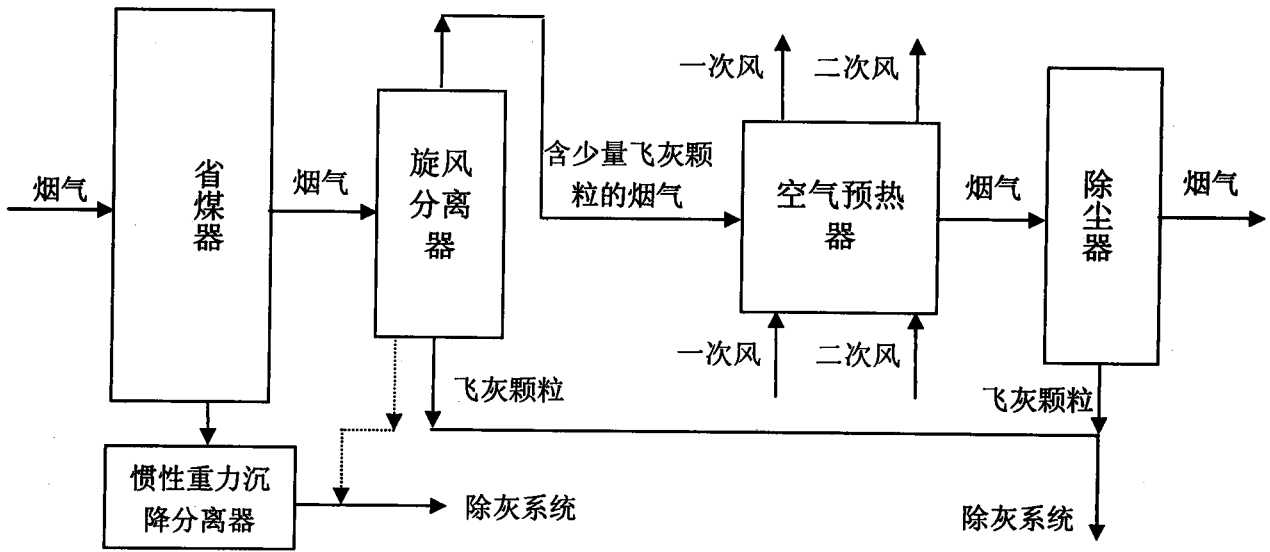 烟气
省
煤
器
烟气
旋风
分离
器
含少量飞灰颗
粒的烟气
一次风
二次风
空气预热
器
一次风
二次风
烟气
除
尘
器
烟气
飞灰颗粒
飞灰颗粒
惯性重力沉
降分离器
除灰系统
除灰系统